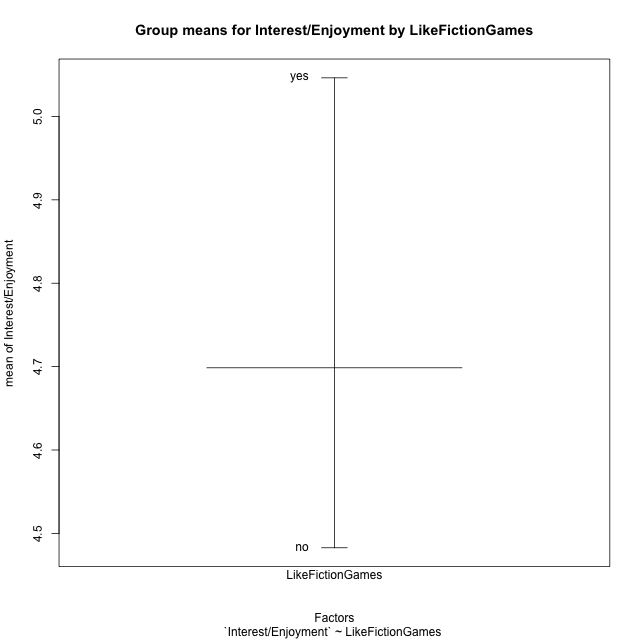 Group means for Interest/Enjoyment by LikeFictionGames
yes
5.0
4.9
4.8
mean of Interest/Enjoyment
4.7
4.6
4.5
no
LikeFictionGames
Factors
`Interest/Enjoyment` ~ LikeFictionGames